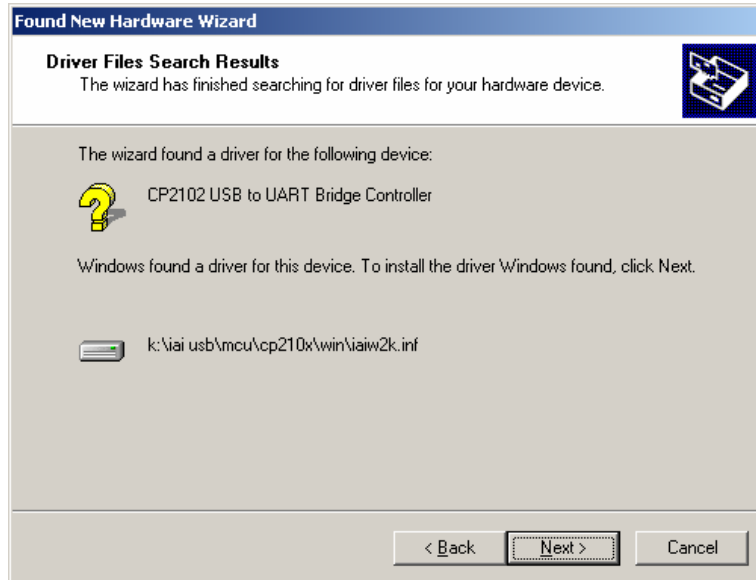 Found New Hardware Wizard
Driver Files Search Results
The wizard has finished searching for driver files for your hardware device.
The wizard found a driver for the following device:
CP2102 USB to UART Bridge Controller
Windows found a driver for this device. To install the driver Windows found, click Next.
k:\iai usb\mcu\cp210x\win\iaiw2k.inf
< Back Next > Cancel